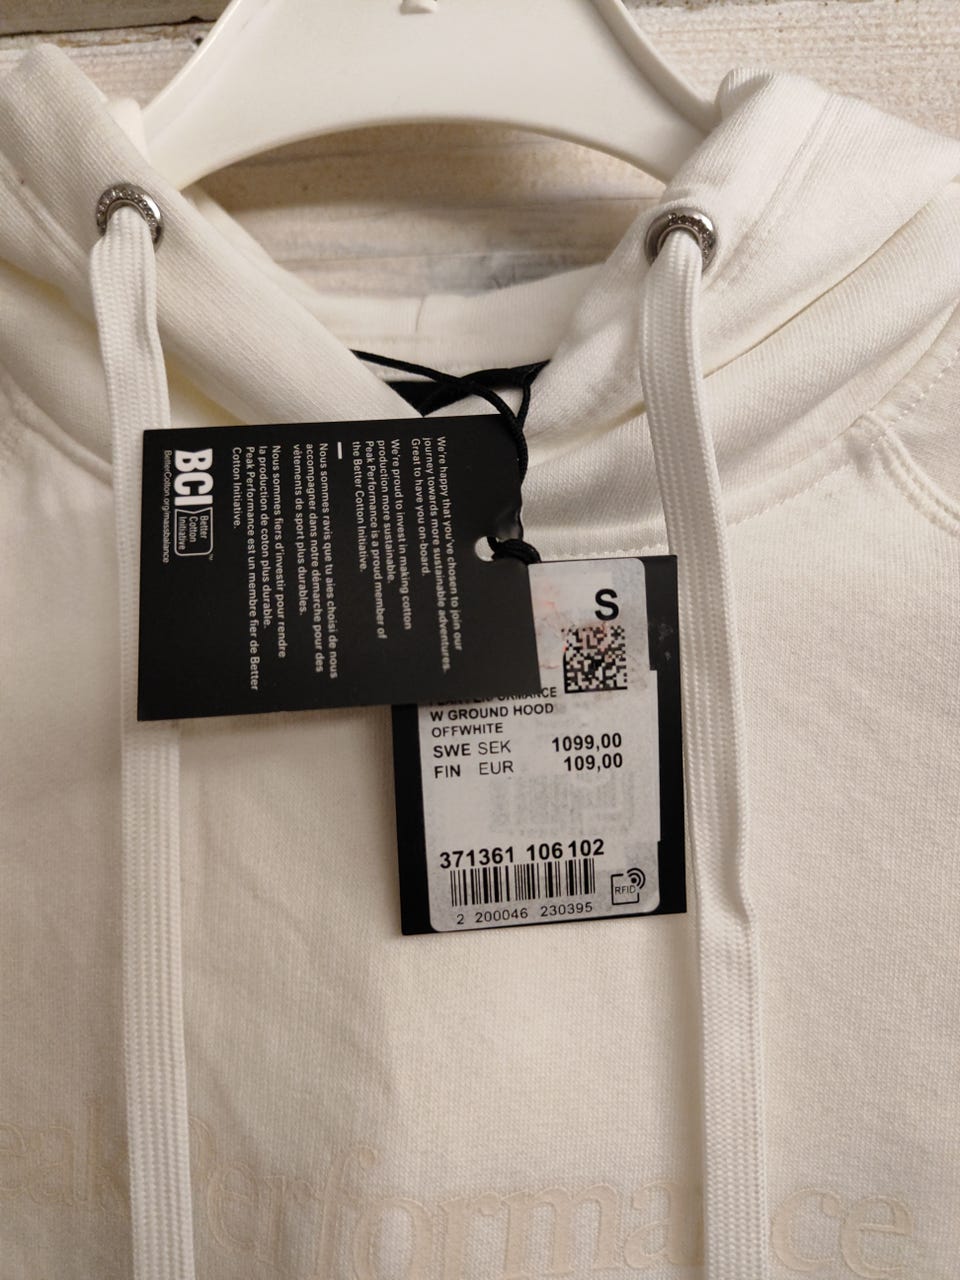 We're happy that you've chosen to join our
journey towards more sustainable adventures.
Great to have you on-board.
We're proud to invest in making cotton
production more sustainable.
Peak Performance is a proud member of
the Better Cotton Initiative.
—
Nous sommes ravis que tu aies choisi de nous
accompagner dans notre démarche pour des
vêtements de sport plus durables.
Nous sommes fiers d'investir pour rendre
la production de coton plus durable.
Peak Performance est un membre fier de Better
Cotton Initiative.
BCI
Better
Cotton
Initiative
™
BetterCotton.org/massbalance
S
W GROUND HOOD
OFFWHITE
SWE SEK 1099,00
FIN EUR 109,00
371361 106102
RFID
2 200046 230395
eak Performance